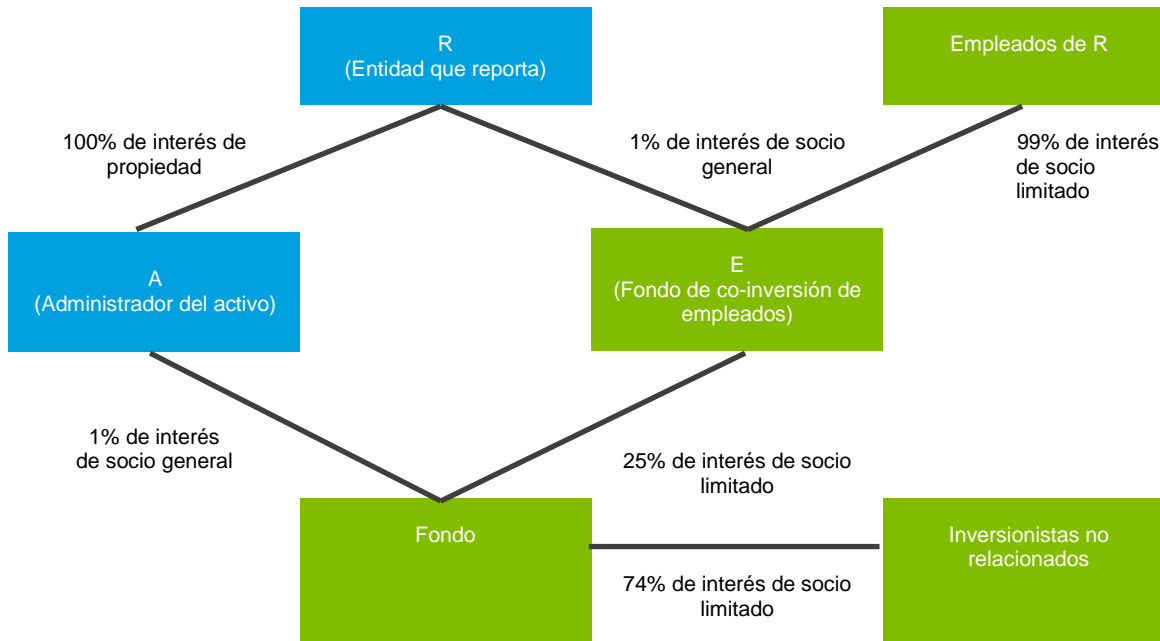 R
(Entidad que reporta)
Empleados de R
100% de interés de
propiedad
1% de interés de socio
general
99% de interés
de socio
limitado
A
(Administrador del activo)
E
(Fondo de co-inversión de
empleados)
1% de interés
de socio general
25% de interés de socio
limitado
Fondo
Inversionistas no
relacionados
74% de interés de socio
limitado